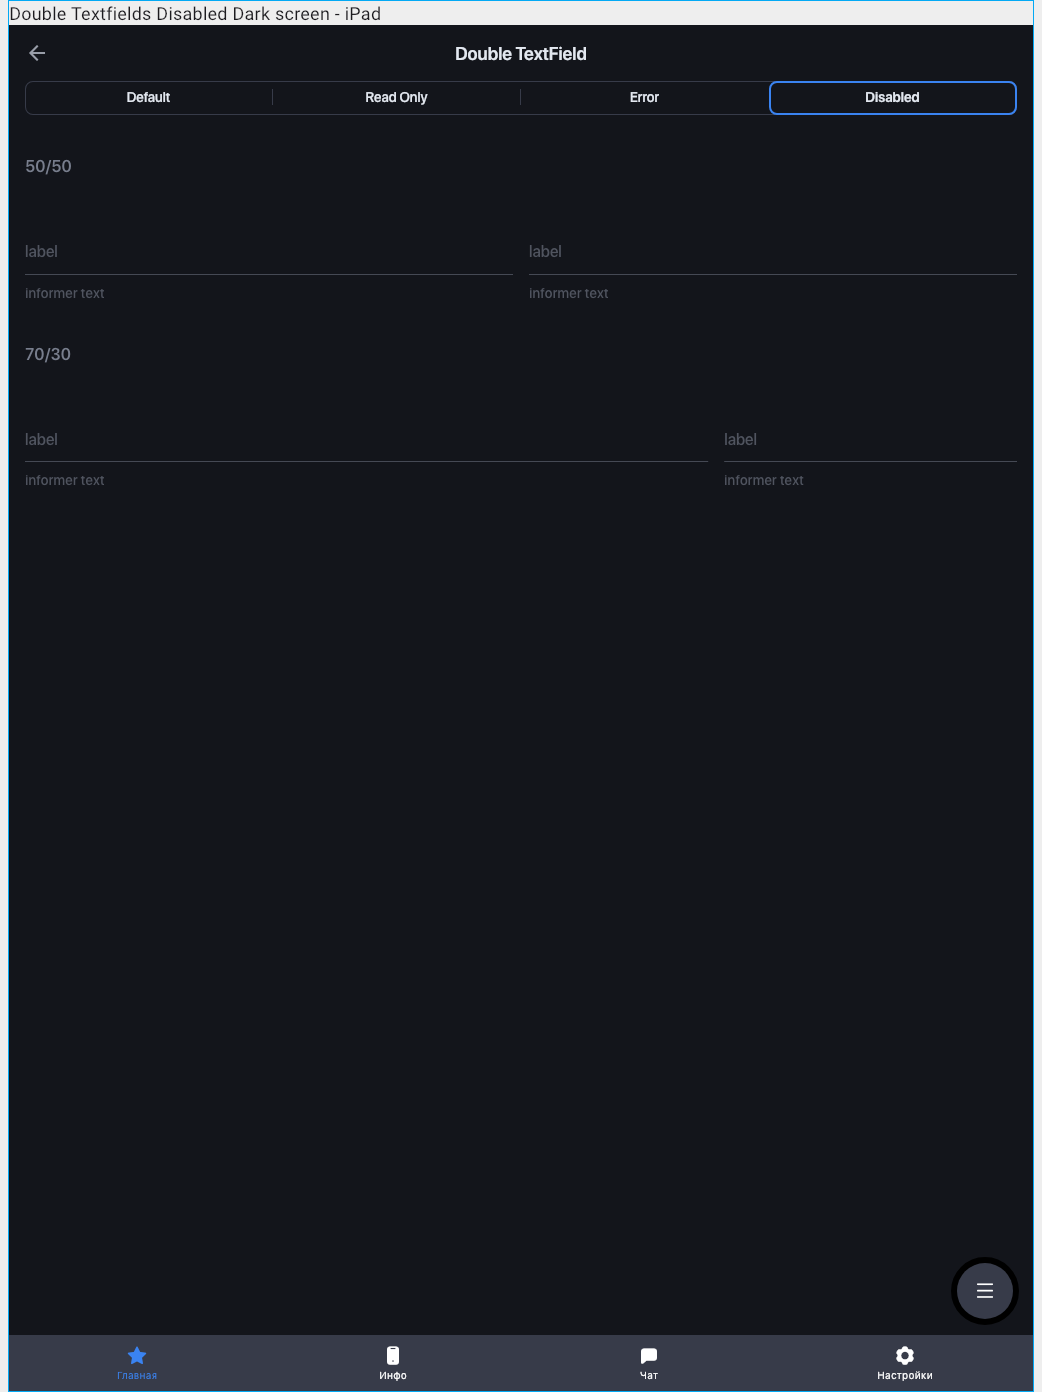 Double Textfields Disabled Dark screen - iPad
Double TextField
Default Read Only Error Disabled
50/50
label label
informer text informer text
70/30
label label
informer text informer text
Главная Инфо Чат Настройки